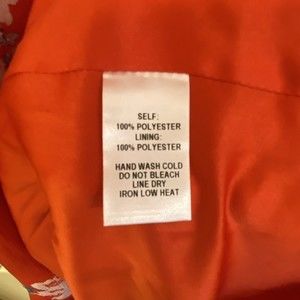 SELF:
100% POLYESTER
LINING:
100% POLYESTER
HAND WASH COLD
DO NOT BLEACH
LINE DRY
IRON LOW HEAT